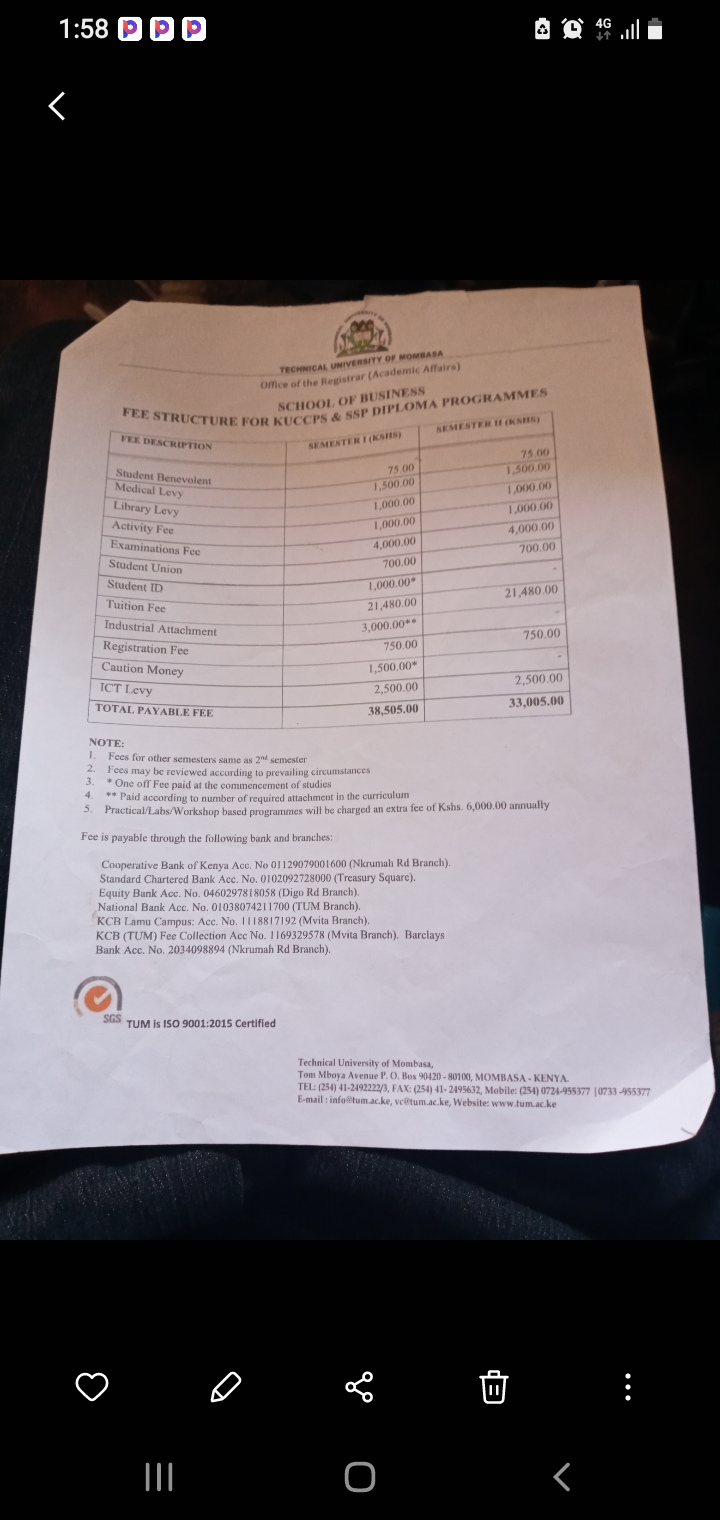 1:58
4G
UNIVERSITY OF
TECHNICAL UNIVERSITY OF MOMBASA
Office of the Registrar (Academic Affairs)
SCHOOL OF BUSINESS
FEE STRUCTURE FOR KUCCPS & SSP DIPLOMA PROGRAMMES
FEE DESCRIPTION SEMESTER I (KSHS) SEMESTER II (KSHS)
Student Benevolent 75.00 75.00
Medical Levy 1,500.00 1,500.00
Library Levy 1,000.00 1,000.00
Activity Fee 1,000.00 1,000.00
Examinations Fee 4,000.00 4,000.00
Student Union 700.00 700.00
Student ID 1,000.00* -
Tuition Fee 21,480.00 21,480.00
Industrial Attachment 3,000.00** -
Registration Fee 750.00 750.00
Caution Money 1,500.00* -
ICT Levy 2,500.00 2,500.00
TOTAL PAYABLE FEE 38,505.00 33,005.00
NOTE:
1. Fees for other semesters same as 2nd semester
2. Fees may be reviewed according to prevailing circumstances
3. * One off Fee paid at the commencement of studies
4. ** Paid according to number of required attachment in the curriculum
5. Practical/Labs/Workshop based programmes will be charged an extra fee of Kshs. 6,000.00 annually
Fee is payable through the following bank and branches:
Cooperative Bank of Kenya Acc. No 01129079001600 (Nkrumah Rd Branch).
Standard Chartered Bank Acc. No. 0102092728000 (Treasury Square).
Equity Bank Acc. No. 0460297818058 (Digo Rd Branch).
National Bank Acc. No. 01038074211700 (TUM Branch).
KCB Lamu Campus: Acc. No. 1118817192 (Mvita Branch).
KCB (TUM) Fee Collection Acc No. 1169329578 (Mvita Branch). Barclays
Bank Acc. No. 2034098894 (Nkrumah Rd Branch).
SGS TUM is ISO 9001:2015 Certified
Technical University of Mombasa,
Tom Mboya Avenue P. O. Box 90420 - 80100, MOMBASA - KENYA.
TEL: (254) 41-2492222/3, FAX: (254) 41- 2495632, Mobile: (254) 0724-955377 | 0733 -955377
E-mail : info@tum.ac.ke, vc@tum.ac.ke, Website: www.tum.ac.ke